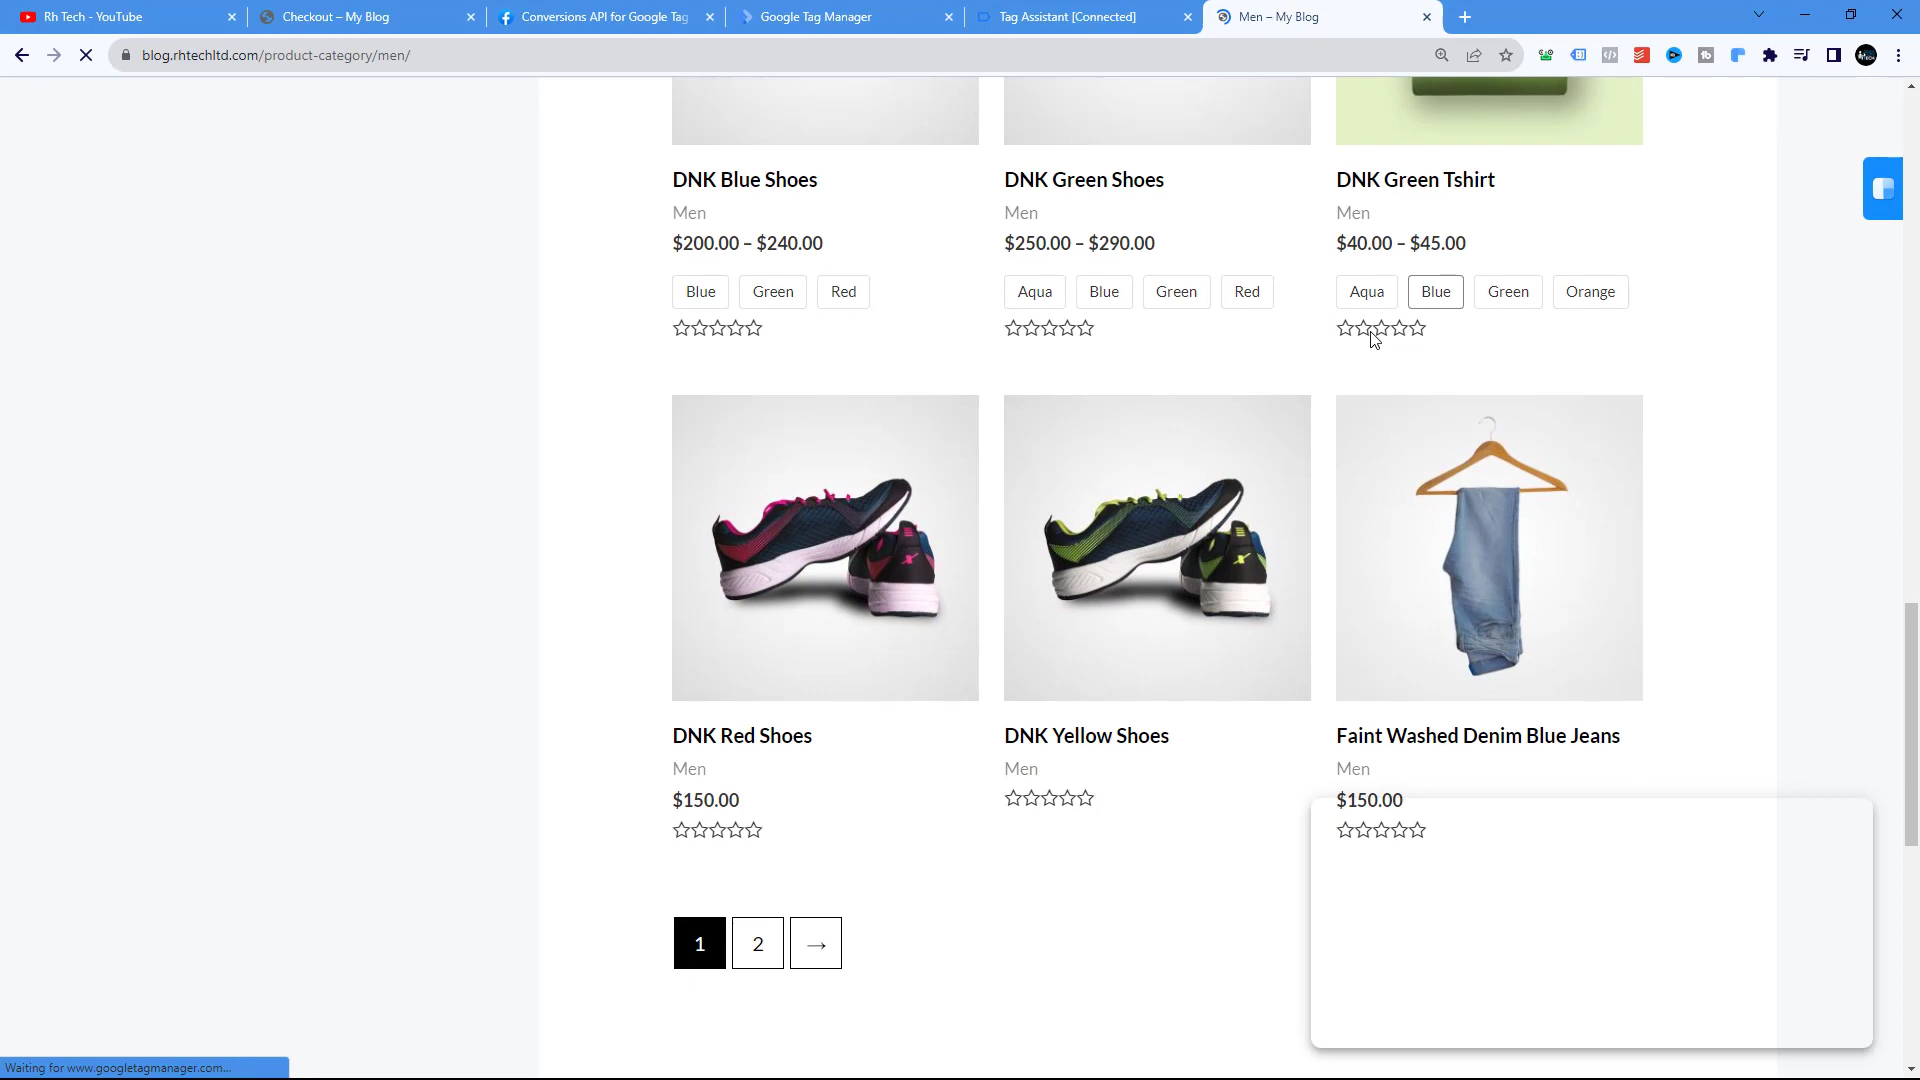 Rh Tech - YouTube
Checkout – My Blog
Conversions API for Google Tag
Google Tag Manager
Tag Assistant [Connected]
Men – My Blog
blog.rhtechltd.com/product-category/men/
DNK Blue Shoes
Men
$200.00 – $240.00
Blue
Green
Red
DNK Green Shoes
Men
$250.00 – $290.00
Aqua
Blue
Green
Red
DNK Green Tshirt
Men
$40.00 – $45.00
Aqua
Blue
Green
Orange
DNK Red Shoes
Men
$150.00
DNK Yellow Shoes
Men
Faint Washed Denim Blue Jeans
Men
$150.00
1
2
→
Waiting for www.googletagmanager.com...